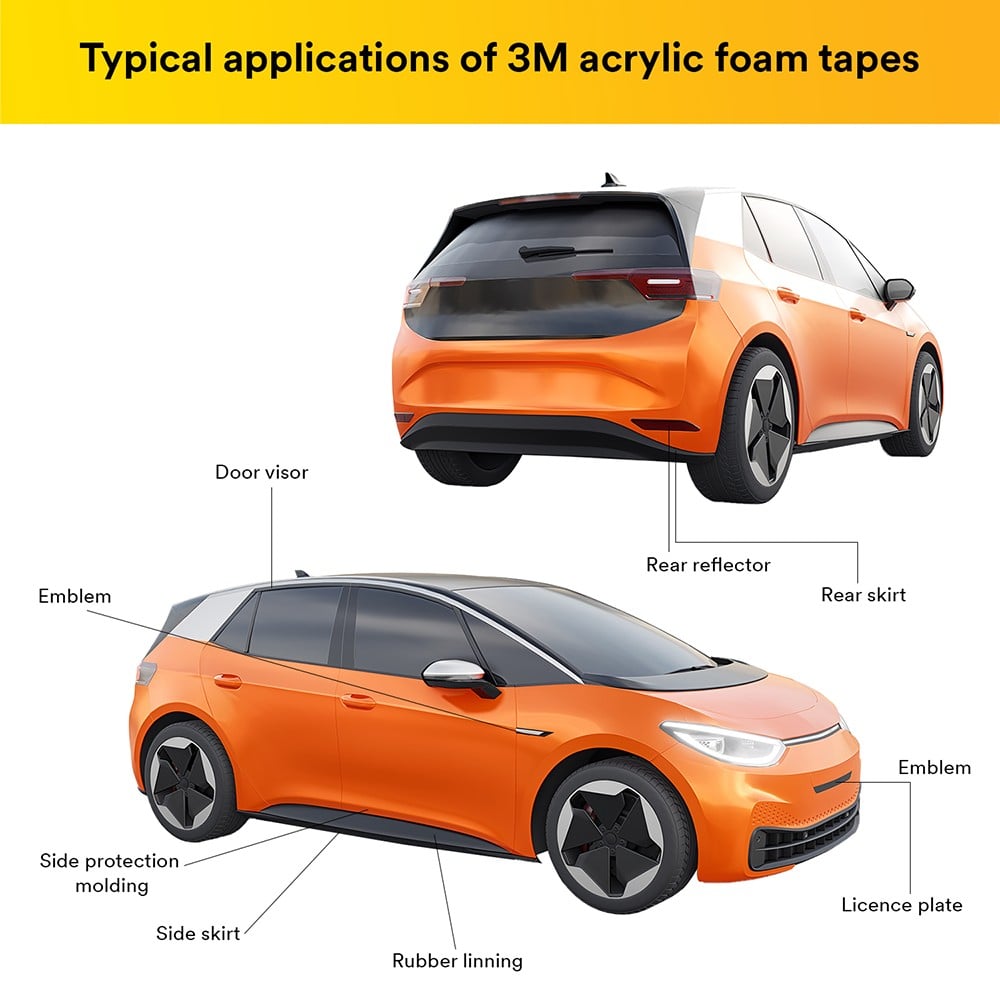 Typical applications of 3M acrylic foam tapes
Door visor
Rear reflector
Emblem
Rear skirt
Emblem
Side protection
molding
Licence plate
Side skirt
Rubber linning